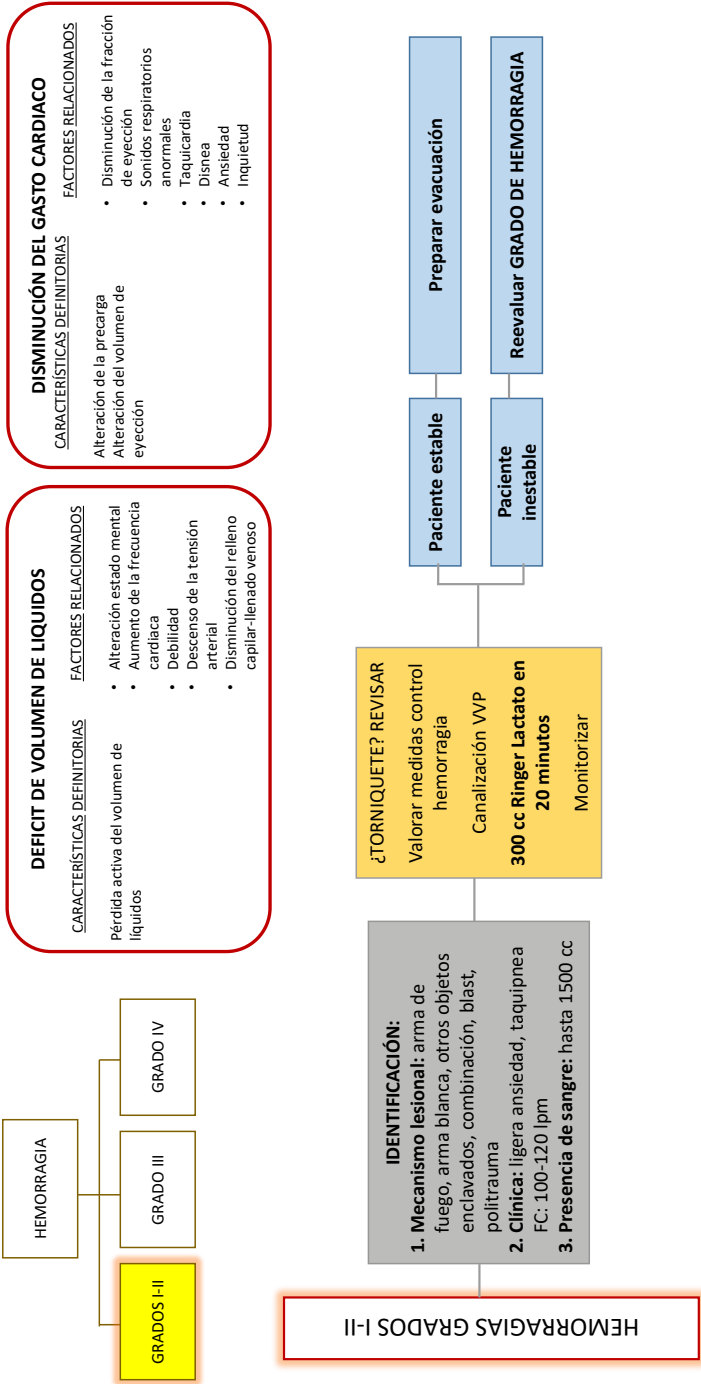 HEMORRAGIA
GRADOS I-II
GRADO III
GRADO IV
DEFICIT DE VOLUMEN DE LIQUIDOS
CARACTERÍSTICAS DEFINITORIAS
Pérdida activa del volumen de
líquidos
FACTORES RELACIONADOS
• Alteración estado mental
• Aumento de la frecuencia
cardiaca
• Debilidad
• Descenso de la tensión
arterial
• Disminución del relleno
capilar-llenado venoso
DISMINUCIÓN DEL GASTO CARDIACO
CARACTERÍSTICAS DEFINITORIAS
Alteración de la precarga
Alteración del volumen de
eyección
FACTORES RELACIONADOS
• Disminución de la fracción
de eyección
• Sonidos respiratorios
anormales
• Taquicardia
• Disnea
• Ansiedad
• Inquietud
HEMORRAGIAS GRADOS I-II
IDENTIFICACIÓN:
1. Mecanismo lesional: arma de
fuego, arma blanca, otros objetos
enclavados, combinación, blast,
politrauma
2. Clínica: ligera ansiedad, taquipnea
FC: 100-120 lpm
3. Presencia de sangre: hasta 1500 cc
¿TORNIQUETE? REVISAR
Valorar medidas control
hemorragia
Canalización VVP
300 cc Ringer Lactato en
20 minutos
Monitorizar
Paciente estable
Preparar evacuación
Paciente
inestable
Reevaluar GRADO DE HEMORRAGIA